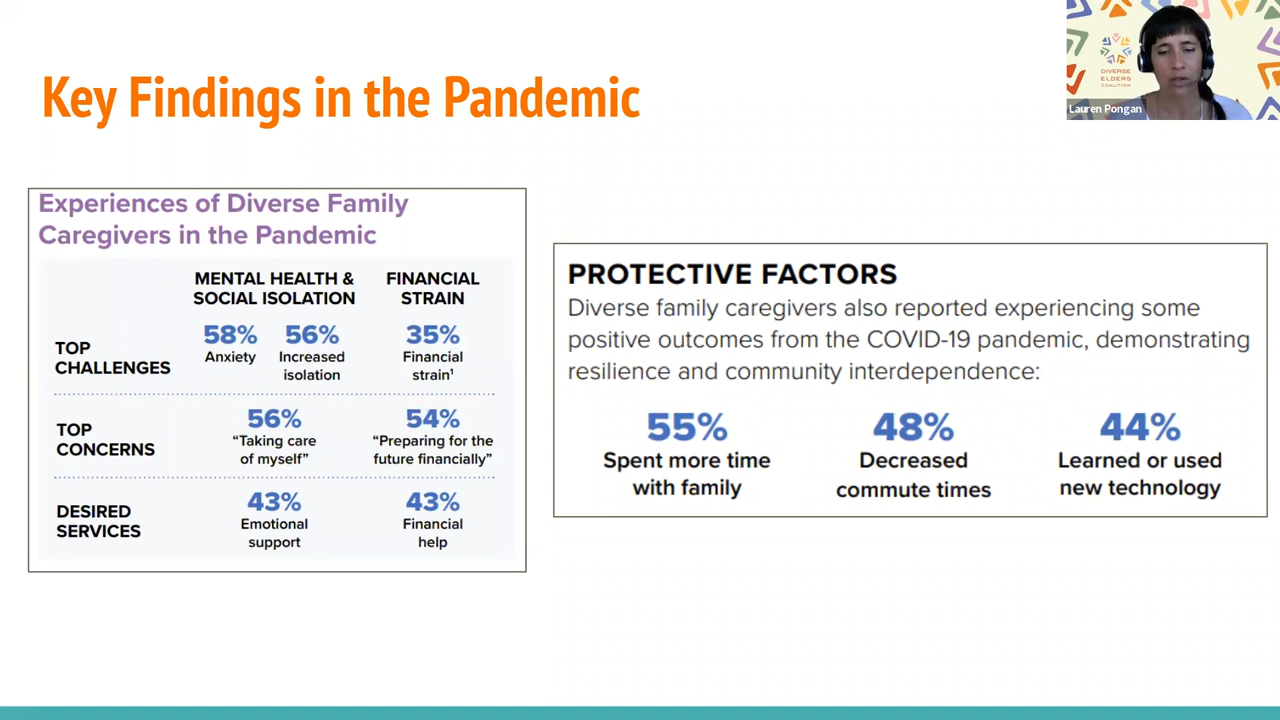 Key Findings in the Pandemic
DIVERSE
ELDERS
COALITION
Lauren Pongan
Experiences of Diverse Family
Caregivers in the Pandemic
MENTAL HEALTH &
SOCIAL ISOLATION
FINANCIAL
STRAIN
TOP
CHALLENGES
58%
Anxiety
56%
Increased
isolation
35%
Financial
strain¹
TOP
CONCERNS
56%
“Taking care
of myself”
54%
“Preparing for the
future financially”
DESIRED
SERVICES
43%
Emotional
support
43%
Financial
help
PROTECTIVE FACTORS
Diverse family caregivers also reported experiencing some
positive outcomes from the COVID-19 pandemic, demonstrating
resilience and community interdependence:
55%
Spent more time
with family
48%
Decreased
commute times
44%
Learned or used
new technology